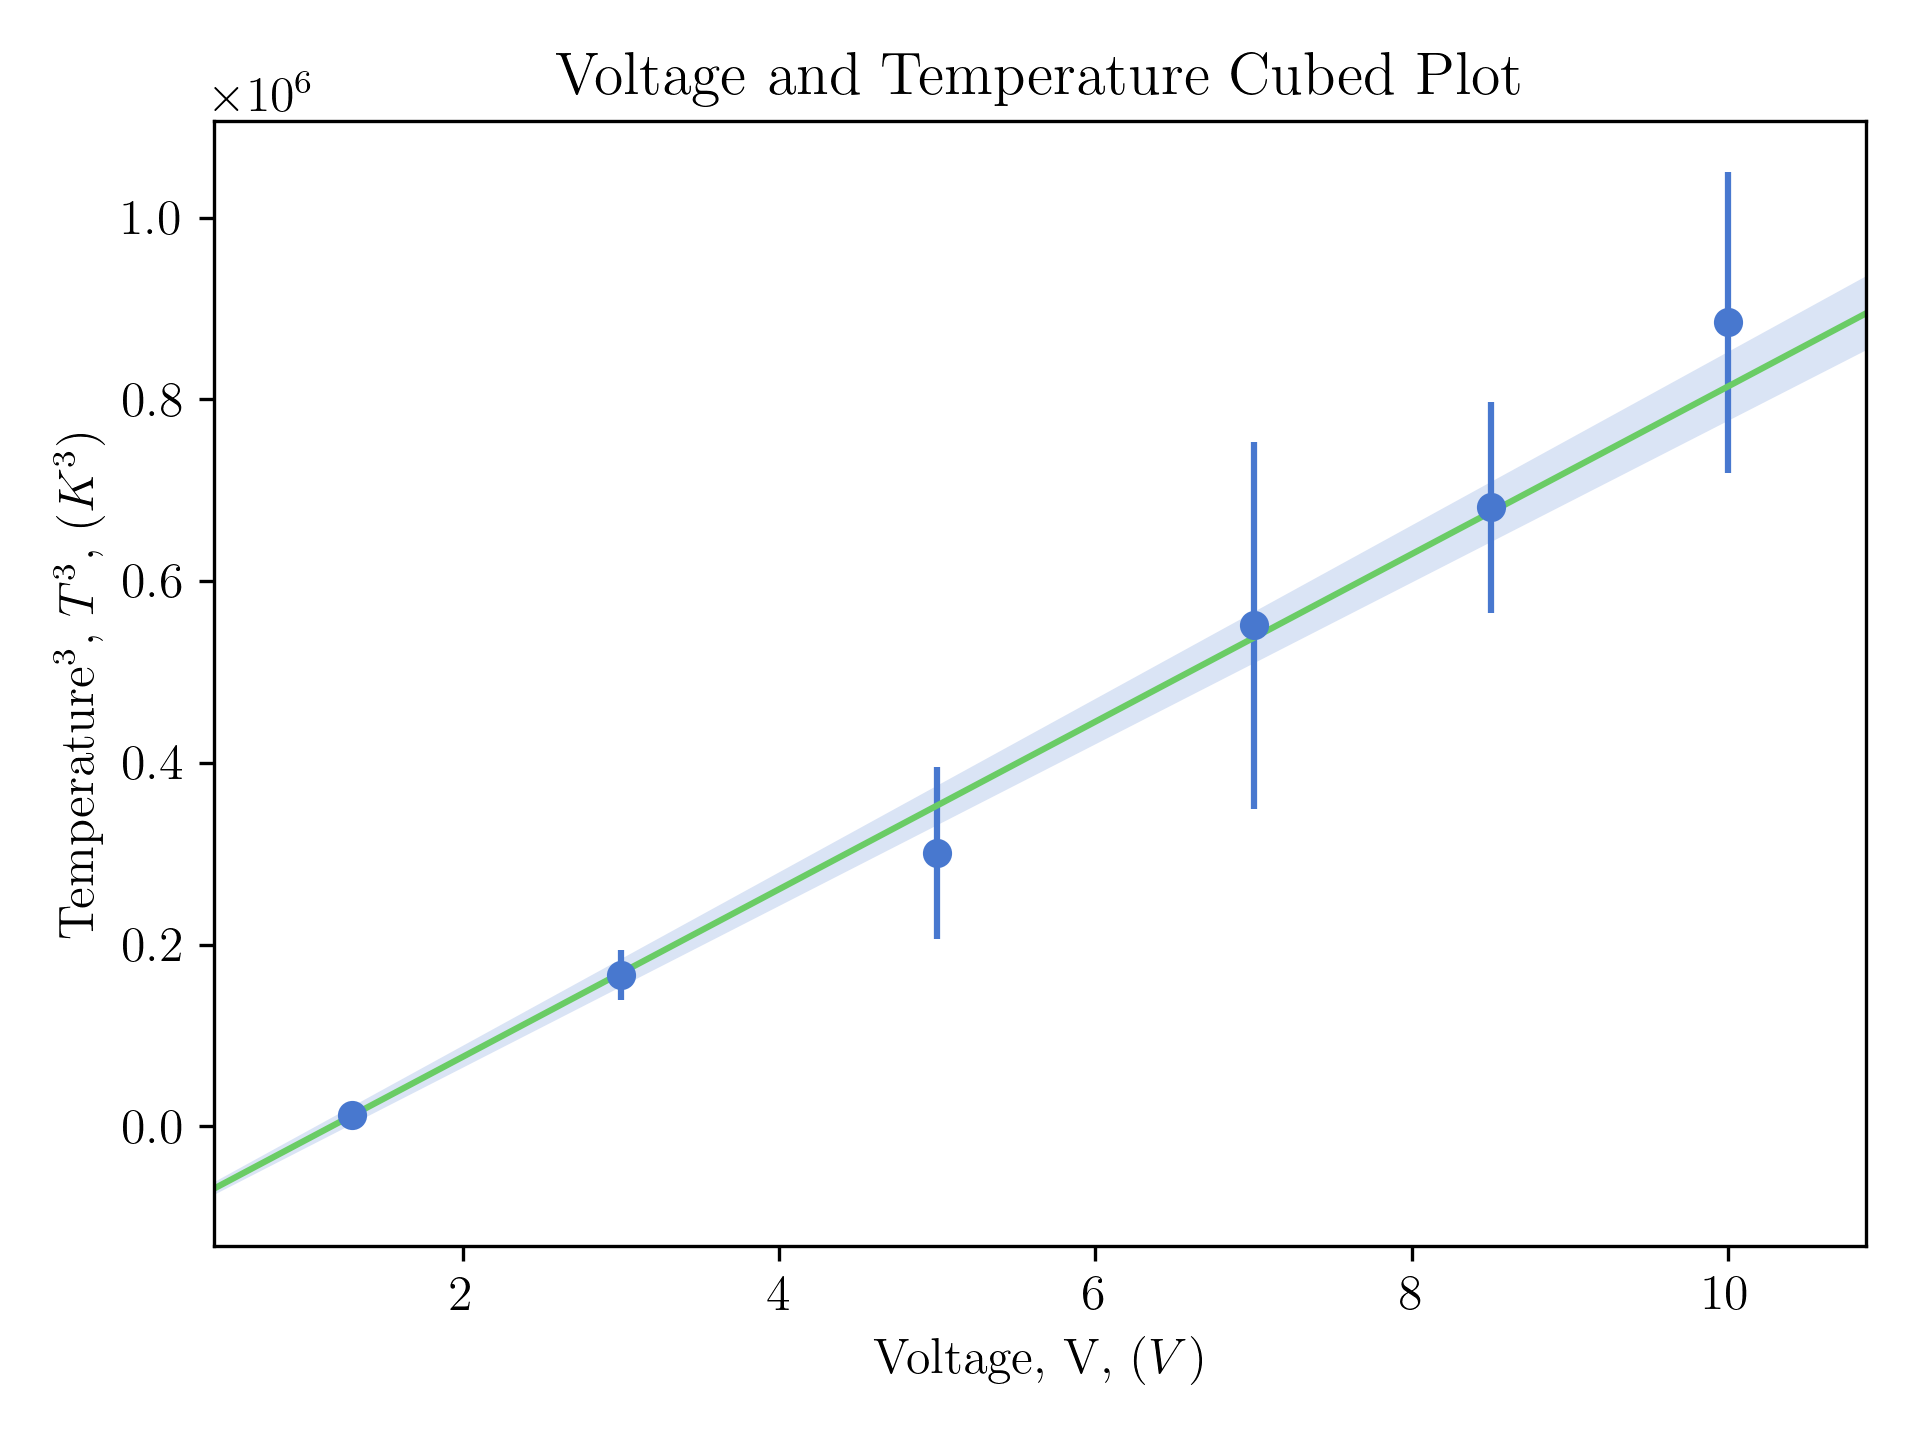 Voltage and Temperature Cubed Plot
×10⁶
1.0
0.8
0.6
0.4
0.2
0.0
Temperature³, T³, (K³)
2 4 6 8 10
Voltage, V, (V)